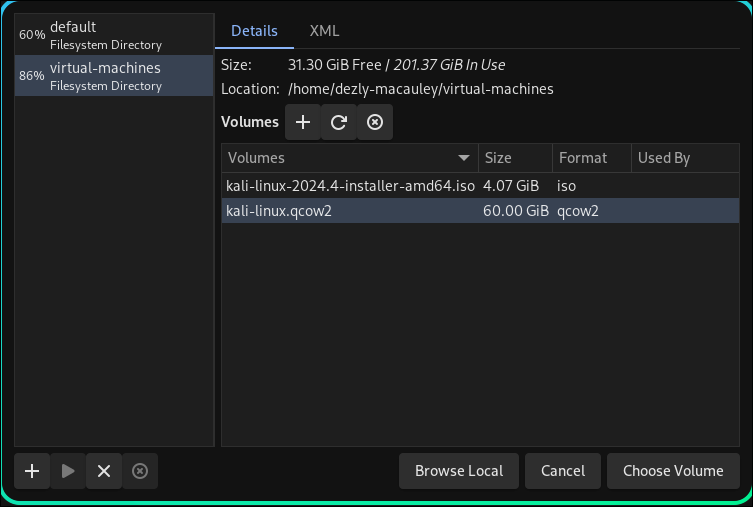 60% default
Filesystem Directory
86% virtual-machines
Filesystem Directory
Details XML
Size: 31.30 GiB Free / 201.37 GiB In Use
Location: /home/dezly-macauley/virtual-machines
Volumes
Volumes Size Format Used By
kali-linux-2024.4-installer-amd64.iso 4.07 GiB iso
kali-linux.qcow2 60.00 GiB qcow2
Browse Local Cancel Choose Volume